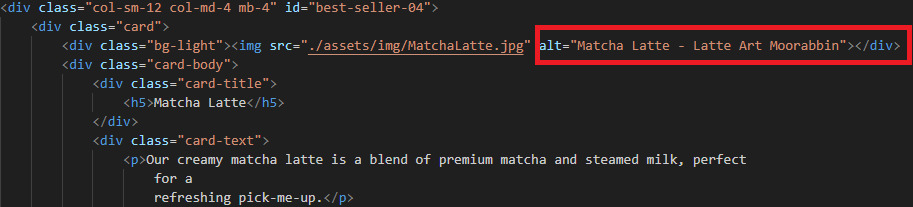 <div class="col-sm-12 col-md-4 mb-4" id="best-seller-04">
<div class="card">
<div class="bg-light"><img src="./assets/img/MatchaLatte.jpg" alt="Matcha Latte - Latte Art Moorabbin"></div>
<div class="card-body">
<div class="card-title">
<h5>Matcha Latte</h5>
</div>
<div class="card-text">
<p>Our creamy matcha latte is a blend of premium matcha and steamed milk, perfect
for a
refreshing pick-me-up.</p>